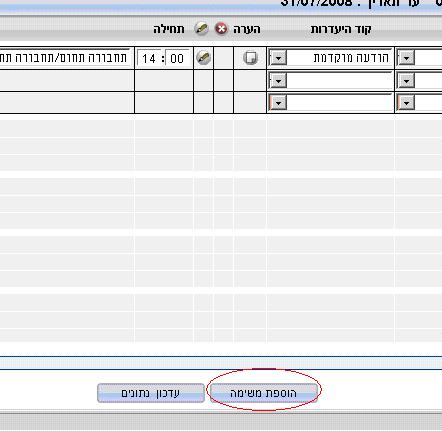 עד תאריך : 31/07/2008
קוד היעדרות הערה תחילה
הודעה מוקדמת 14 : 00 תחבורה תחום/תחבורה
הוספת משימה עדכון נתונים